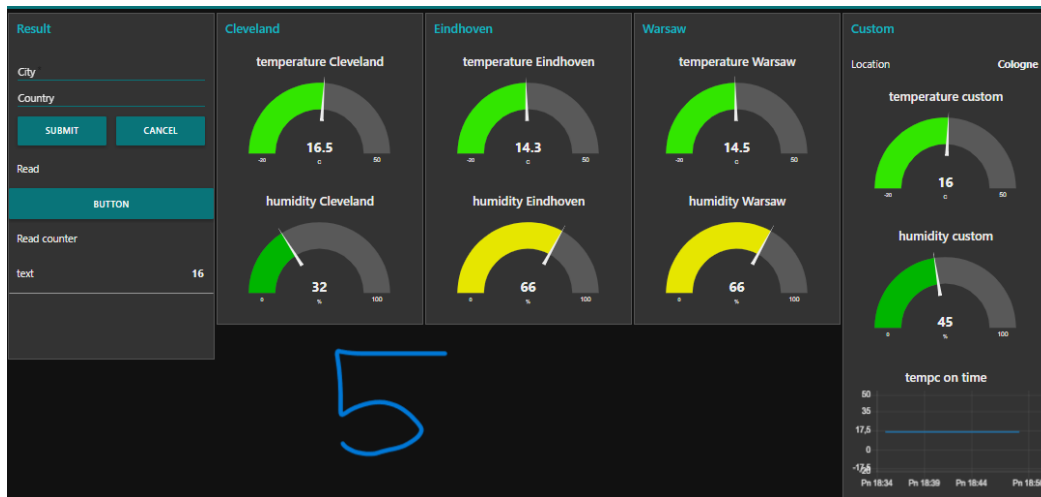 Result
City
Country
SUBMIT CANCEL
Read
BUTTON
Read counter
text 16
Cleveland
temperature Cleveland
16.5
-20 c 50
humidity Cleveland
32
0 % 100
Eindhoven
temperature Eindhoven
14.3
-20 c 50
humidity Eindhoven
66
0 % 100
Warsaw
temperature Warsaw
14.5
-20 c 50
humidity Warsaw
66
0 % 100
Custom
Location Cologne
temperature custom
16
-20 c 50
humidity custom
45
0 % 100
tempc on time
50
35
17,5
0
-17,5
-20
Pn 18:34 Pn 18:39 Pn 18:44
5